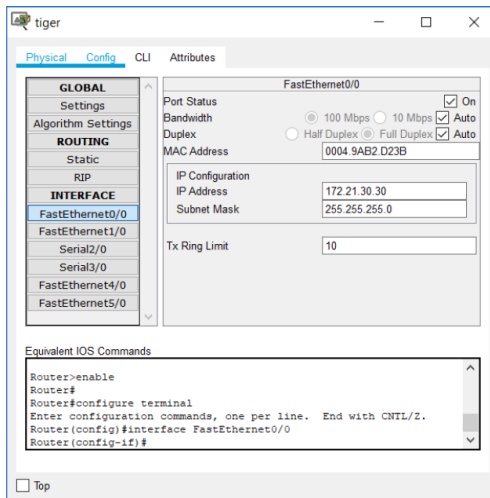 tiger
Physical Config CLI Attributes
GLOBAL
Settings
Algorithm Settings
ROUTING
Static
RIP
INTERFACE
FastEthernet0/0
FastEthernet1/0
Serial2/0
Serial3/0
FastEthernet4/0
FastEthernet5/0
FastEthernet0/0
Port Status On
Bandwidth 100 Mbps 10 Mbps Auto
Duplex Half Duplex Full Duplex Auto
MAC Address 0004.9AB2.D23B
IP Configuration
IP Address 172.21.30.30
Subnet Mask 255.255.255.0
Tx Ring Limit 10
Equivalent IOS Commands
Router>enable
Router#
Router#configure terminal
Enter configuration commands, one per line. End with CNTL/Z.
Router(config)#interface FastEthernet0/0
Router(config-if)#
Top